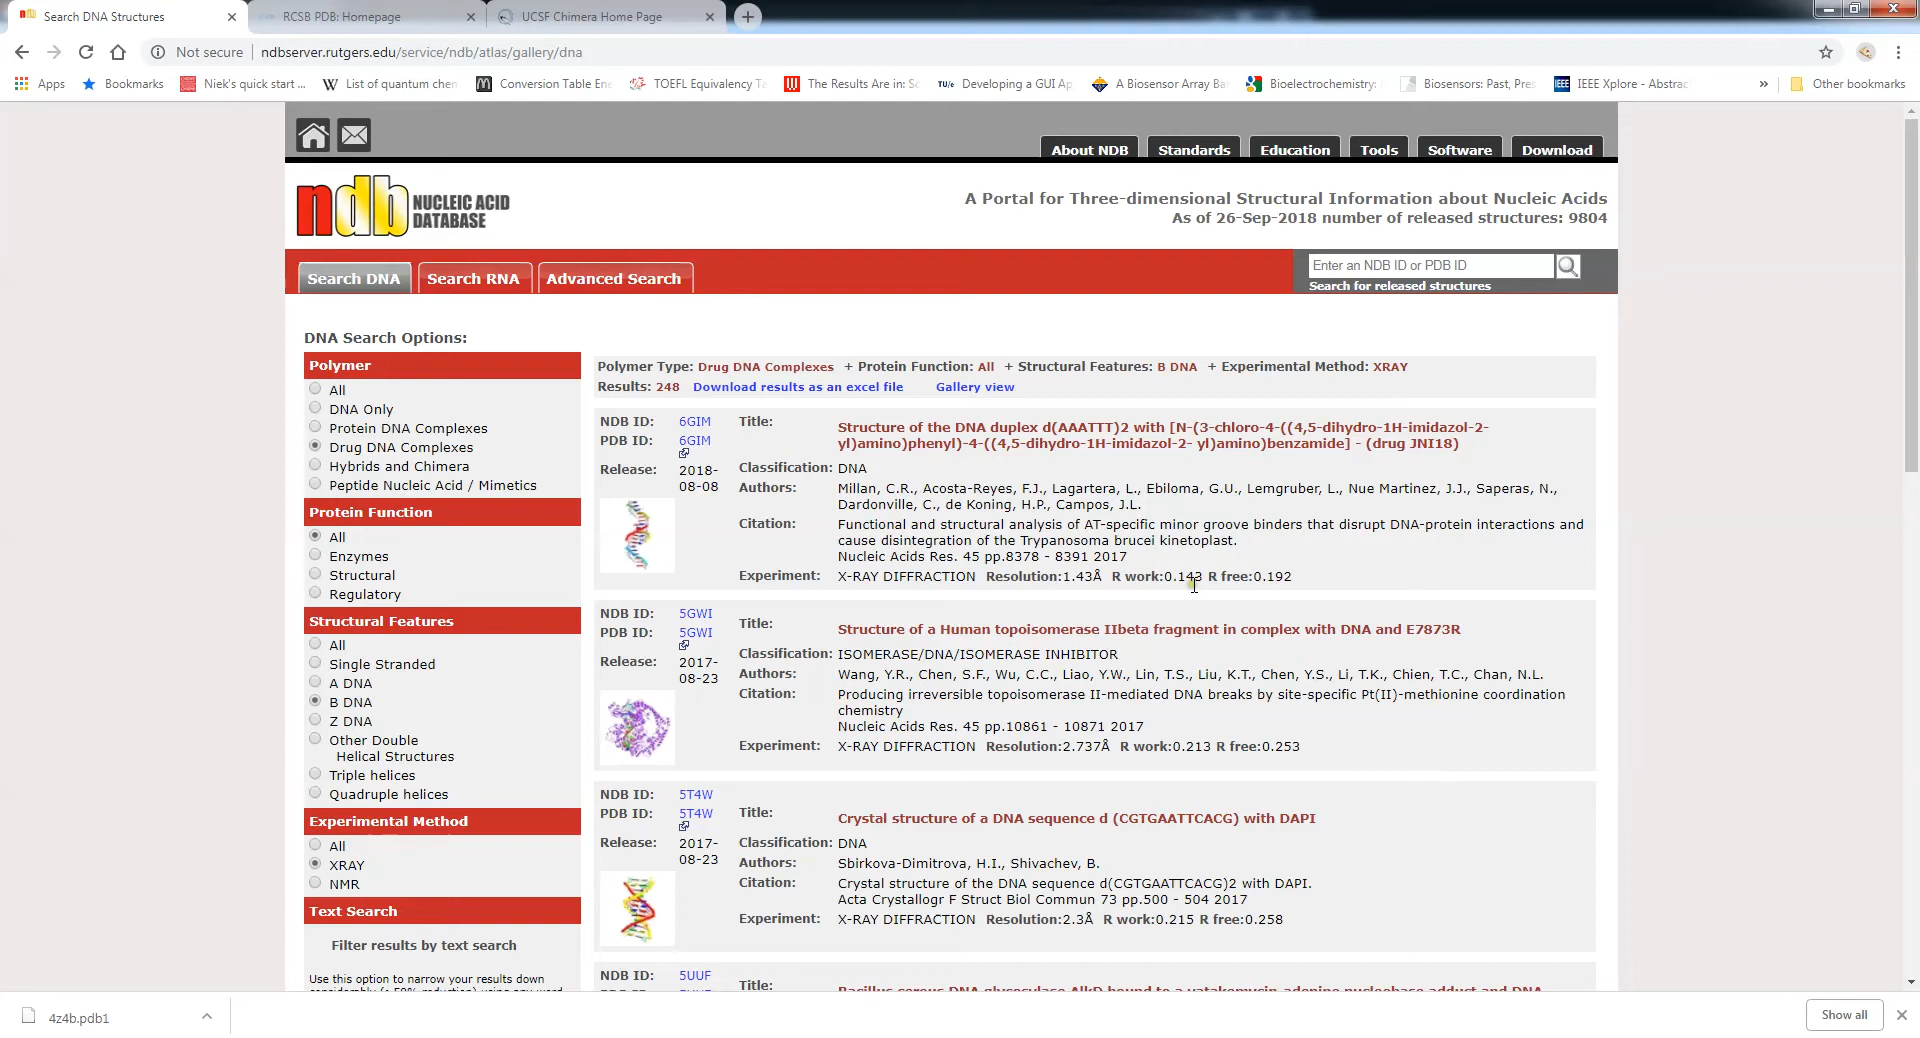 Search DNA Structures
RCSB PDB: Homepage
UCSF Chimera Home Page
Not secure
ndbserver.rutgers.edu/service/ndb/atlas/gallery/dna
Apps
Bookmarks
Niek's quick start ...
List of quantum chem
Conversion Table Ene
TOEFL Equivalency Ta
The Results Are in: Sc
Developing a GUI Ap
A Biosensor Array Ba
Bioelectrochemistry:
Biosensors: Past, Pres
IEEE Xplore - Abstrac
»
Other bookmarks
About NDB
Standards
Education
Tools
Software
Download
ndb NUCLEIC ACID
DATABASE
A Portal for Three-dimensional Structural Information about Nucleic Acids
As of 26-Sep-2018 number of released structures: 9804
Search DNA
Search RNA
Advanced Search
Enter an NDB ID or PDB ID
Search for released structures
DNA Search Options:
Polymer
All
DNA Only
Protein DNA Complexes
Drug DNA Complexes
Hybrids and Chimera
Peptide Nucleic Acid / Mimetics
Protein Function
All
Enzymes
Structural
Regulatory
Structural Features
All
Single Stranded
A DNA
B DNA
Z DNA
Other Double
Helical Structures
Triple helices
Quadruple helices
Experimental Method
All
XRAY
NMR
Text Search
Filter results by text search
Use this option to narrow your results down
Polymer Type: Drug DNA Complexes + Protein Function: All + Structural Features: B DNA + Experimental Method: XRAY
Results: 248 Download results as an excel file Gallery view
NDB ID: 6GIM
PDB ID: 6GIM
Release: 2018-
08-08
Title: Structure of the DNA duplex d(AAATTT)2 with [N-(3-chloro-4-((4,5-dihydro-1H-imidazol-2-
yl)amino)phenyl)-4-((4,5-dihydro-1H-imidazol-2- yl)amino)benzamide] - (drug JNI18)
Classification: DNA
Authors: Millan, C.R., Acosta-Reyes, F.J., Lagartera, L., Ebiloma, G.U., Lemgruber, L., Nue Martinez, J.J., Saperas, N.,
Dardonville, C., de Koning, H.P., Campos, J.L.
Citation: Functional and structural analysis of AT-specific minor groove binders that disrupt DNA-protein interactions and
cause disintegration of the Trypanosoma brucei kinetoplast.
Nucleic Acids Res. 45 pp.8378 - 8391 2017
Experiment: X-RAY DIFFRACTION Resolution:1.43Å R work:0.143 R free:0.192
NDB ID: 5GWI
PDB ID: 5GWI
Release: 2017-
08-23
Title: Structure of a Human topoisomerase IIbeta fragment in complex with DNA and E7873R
Classification: ISOMERASE/DNA/ISOMERASE INHIBITOR
Authors: Wang, Y.R., Chen, S.F., Wu, C.C., Liao, Y.W., Lin, T.S., Liu, K.T., Chen, Y.S., Li, T.K., Chien, T.C., Chan, N.L.
Citation: Producing irreversible topoisomerase II-mediated DNA breaks by site-specific Pt(II)-methionine coordination
chemistry
Nucleic Acids Res. 45 pp.10861 - 10871 2017
Experiment: X-RAY DIFFRACTION Resolution:2.737Å R work:0.213 R free:0.253
NDB ID: 5T4W
PDB ID: 5T4W
Release: 2017-
08-23
Title: Crystal structure of a DNA sequence d (CGTGAATTCACG) with DAPI
Classification: DNA
Authors: Sbirkova-Dimitrova, H.I., Shivachev, B.
Citation: Crystal structure of the DNA sequence d(CGTGAATTCACG)2 with DAPI.
Acta Crystallogr F Struct Biol Commun 73 pp.500 - 504 2017
Experiment: X-RAY DIFFRACTION Resolution:2.3Å R work:0.215 R free:0.258
NDB ID: 5UUF
Title:
4z4b.pdb1
Show all